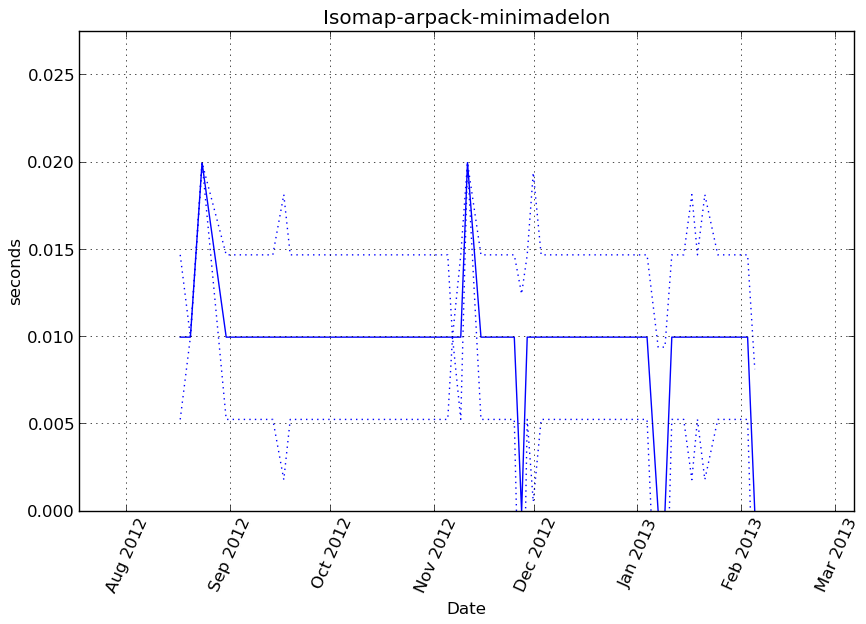 Isomap-arpack-minimadelon
0.025
0.020
0.015
0.010
0.005
0.000
seconds
Aug 2012
Sep 2012
Oct 2012
Nov 2012
Dec 2012
Jan 2013
Feb 2013
Mar 2013
Date